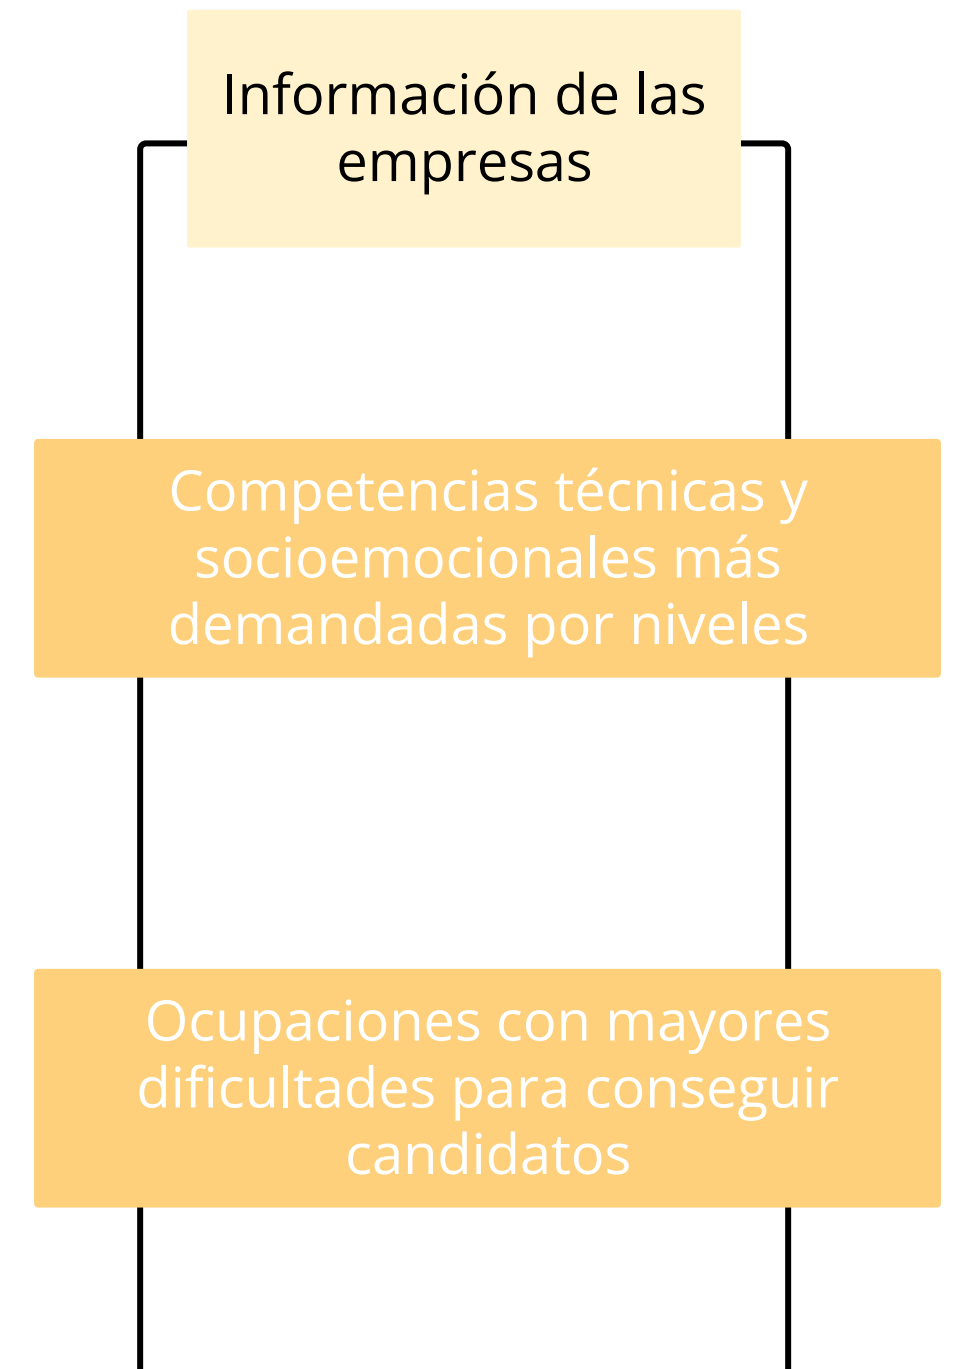 Información de las
empresas
Competencias técnicas y
socioemocionales más
demandadas por niveles
Ocupaciones con mayores
dificultades para conseguir
candidatos